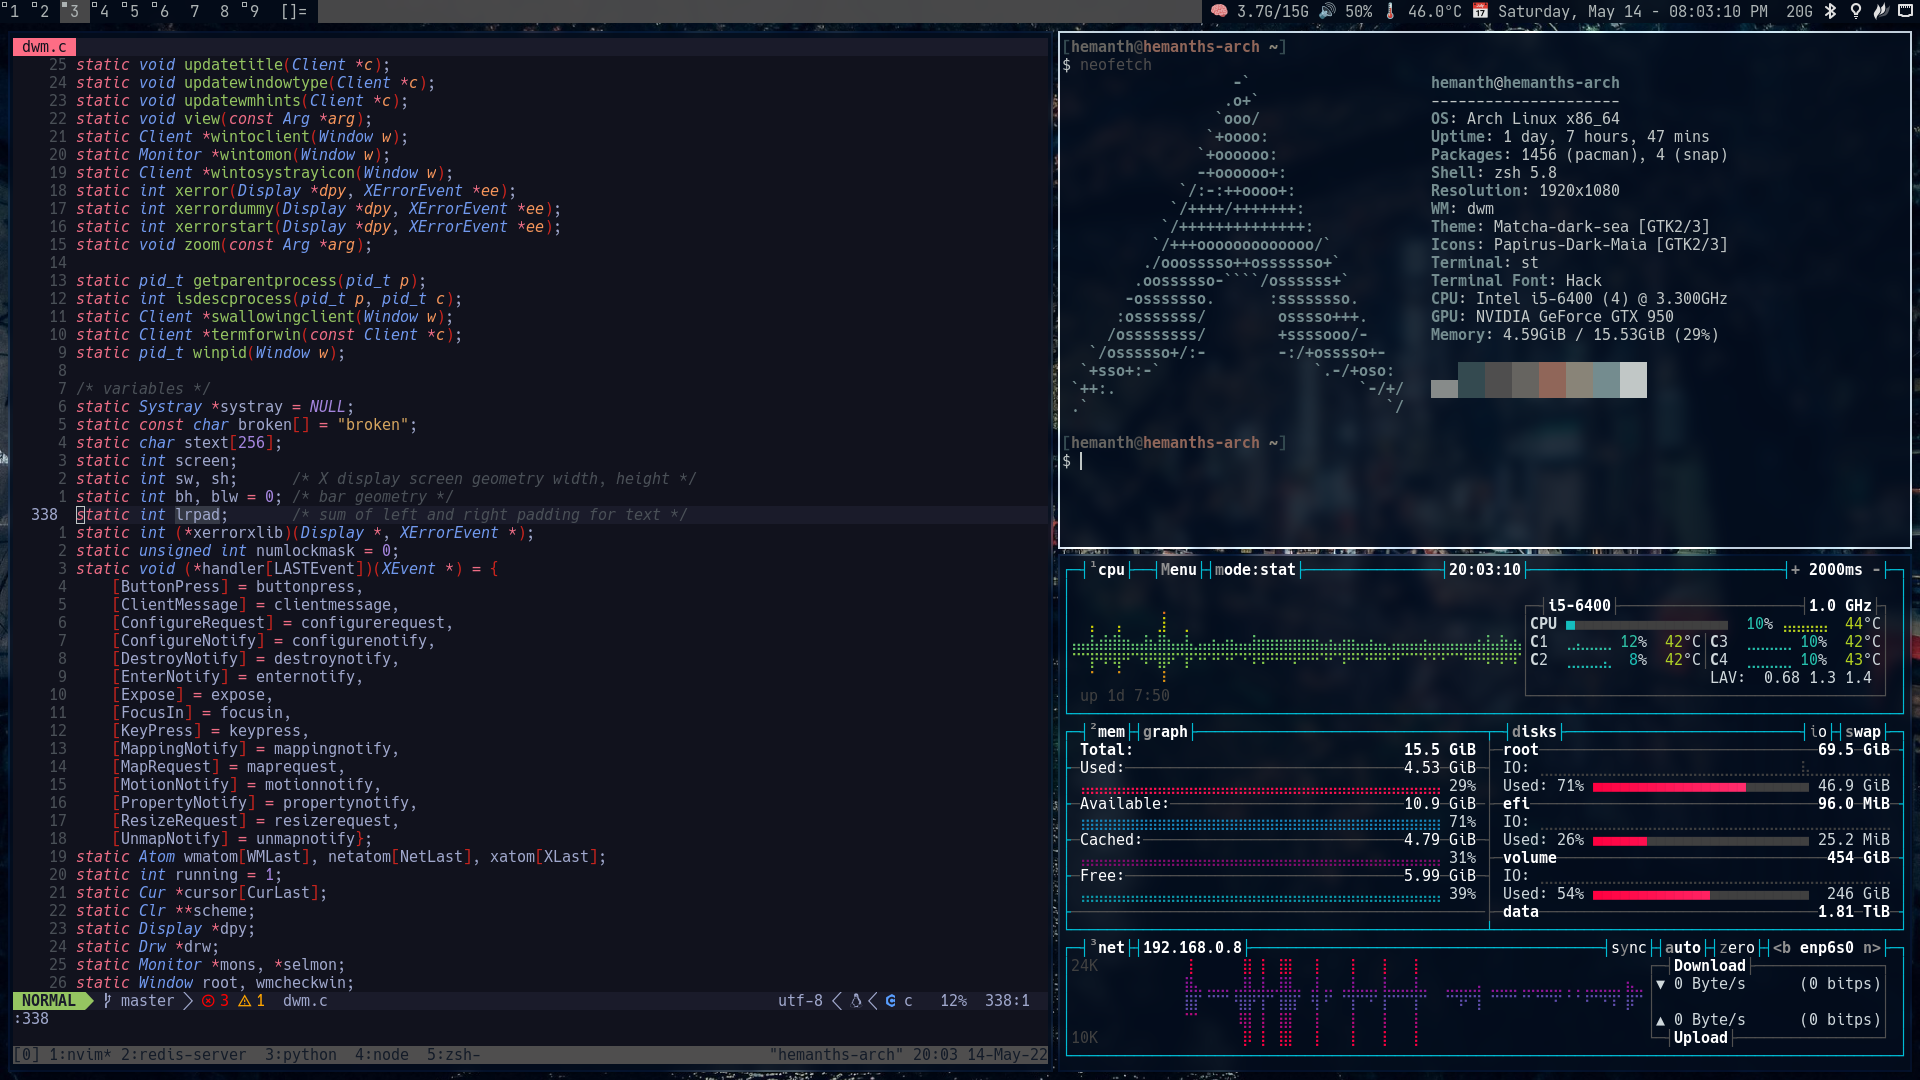 1 2 3 4 5 6 7 8 9 []=
3.7G/15G 50% 46.0°C Saturday, May 14 - 08:03:10 PM 20G
dwm.c
25 static void updatetitle(Client *c);
24 static void updatewindowtype(Client *c);
23 static void updatewmhints(Client *c);
22 static void view(const Arg *arg);
21 static Client *wintoclient(Window w);
20 static Monitor *wintomon(Window w);
19 static Client *wintosystrayicon(Window w);
18 static int xerror(Display *dpy, XErrorEvent *ee);
17 static int xerrordummy(Display *dpy, XErrorEvent *ee);
16 static int xerrorstart(Display *dpy, XErrorEvent *ee);
15 static void zoom(const Arg *arg);
14
13 static pid_t getparentprocess(pid_t p);
12 static int isdescprocess(pid_t p, pid_t c);
11 static Client *swallowingclient(Window w);
10 static Client *termforwin(const Client *c);
9 static pid_t winpid(Window w);
8
7 /* variables */
6 static Systray *systray = NULL;
5 static const char broken[] = "broken";
4 static char stext[256];
3 static int screen;
2 static int sw, sh; /* X display screen geometry width, height */
1 static int bh, blw = 0; /* bar geometry */
338 static int lrpad; /* sum of left and right padding for text */
1 static int (*xerrorxlib)(Display *, XErrorEvent *);
2 static unsigned int numlockmask = 0;
3 static void (*handler[LASTEvent])(XEvent *) = {
4 [ButtonPress] = buttonpress,
5 [ClientMessage] = clientmessage,
6 [ConfigureRequest] = configurerequest,
7 [ConfigureNotify] = configurenotify,
8 [DestroyNotify] = destroynotify,
9 [EnterNotify] = enternotify,
10 [Expose] = expose,
11 [FocusIn] = focusin,
12 [KeyPress] = keypress,
13 [MappingNotify] = mappingnotify,
14 [MapRequest] = maprequest,
15 [MotionNotify] = motionnotify,
16 [PropertyNotify] = propertynotify,
17 [ResizeRequest] = resizerequest,
18 [UnmapNotify] = unmapnotify};
19 static Atom wmatom[WMLast], netatom[NetLast], xatom[XLast];
20 static int running = 1;
21 static Cur *cursor[CurLast];
22 static Clr **scheme;
23 static Display *dpy;
24 static Drw *drw;
25 static Monitor *mons, *selmon;
26 static Window root, wmcheckwin;
NORMAL master 3 1 dwm.c utf-8 c 12% 338:1
:338
[0] 1:nvim* 2:redis-server 3:python 4:node 5:zsh- "hemanths-arch" 20:03 14-May-22
[hemanth@hemanths-arch ~]
$ neofetch
-`
.o+`
`ooo/
`+oooo:
`+oooooo:
-+oooooo+:
`/:-:++oooo+:
`/++++/+++++++:
`/++++++++++++++:
`/+++ooooooooooooo/`
./ooosssso++osssssso+`
.oossssso-````/ossssss+`
-osssssso. :ssssssso.
:osssssss/ osssso+++.
/ossssssss/ +ssssooo/-
`/ossssso+/:- -:/+osssso+-
`+sso+:-` `.-/+oso:
`++:. `-/+/
.` `/
hemanth@hemanths-arch
---------------------
OS: Arch Linux x86_64
Uptime: 1 day, 7 hours, 47 mins
Packages: 1456 (pacman), 4 (snap)
Shell: zsh 5.8
Resolution: 1920x1080
WM: dwm
Theme: Matcha-dark-sea [GTK2/3]
Icons: Papirus-Dark-Maia [GTK2/3]
Terminal: st
Terminal Font: Hack
CPU: Intel i5-6400 (4) @ 3.300GHz
GPU: NVIDIA GeForce GTX 950
Memory: 4.59GiB / 15.53GiB (29%)
[hemanth@hemanths-arch ~]
$
¹cpu Menu mode:stat 20:03:10 + 2000ms -
i5-6400 1.0 GHz
CPU 10% 44°C
C1 12% 42°C C3 10% 42°C
C2 8% 42°C C4 10% 43°C
LAV: 0.68 1.3 1.4
up 1d 7:50
²mem graph
Total: 15.5 GiB
Used: 4.53 GiB
29%
Available: 10.9 GiB
71%
Cached: 4.79 GiB
31%
Free: 5.99 GiB
39%
disks io swap
root 69.5 GiB
IO:
Used: 71% 46.9 GiB
efi 96.0 MiB
IO:
Used: 26% 25.2 MiB
volume 454 GiB
IO:
Used: 54% 246 GiB
data 1.81 TiB
³net 192.168.0.8 sync auto zero <b enp6s0 n>
24K
Download
▼ 0 Byte/s (0 bitps)
▲ 0 Byte/s (0 bitps)
Upload
10K